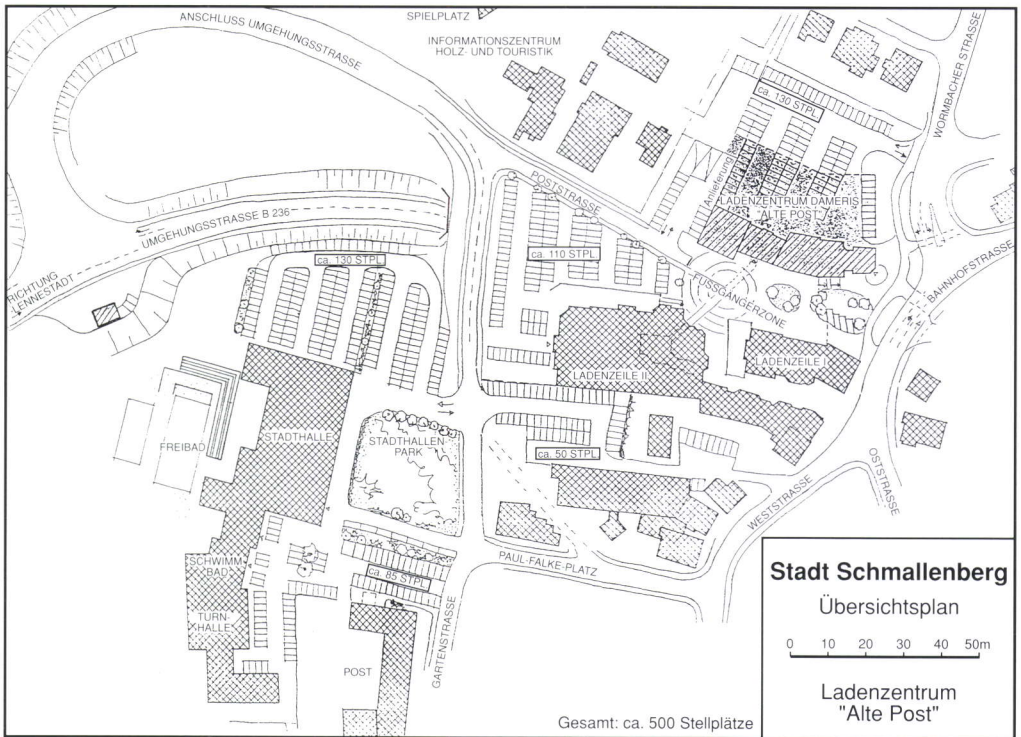 ANSCHLUSS UMGEHUNGSSTRASSE
SPIELPLATZ
INFORMATIONSZENTRUM
HOLZ- UND TOURISTIK
ca. 130 STPL
WORMBACHER STRASSE
Anlieferung
LADENZENTRUM DAMERIS
"ALTE POST"
POSTSTRASSE
UMGEHUNGSSTRASSE B 236
ca. 130 STPL
ca. 110 STPL
RICHTUNG
LENNESTADT
FUSSGÄNGERZONE
BAHNHOFSTRASSE
LADENZEILE II
LADENZEILE I
FREIBAD
STADTHALLE
STADTHALLEN
PARK
ca. 50 STPL
OSTSTRASSE
WESTSTRASSE
PAUL-FALKE-PLATZ
SCHWIMM-
BAD
ca. 85 STPL
TURN-
HALLE
POST
GARTENSTRASSE
Gesamt: ca. 500 Stellplätze
Stadt Schmallenberg
Übersichtsplan
0 10 20 30 40 50m
Ladenzentrum
"Alte Post"